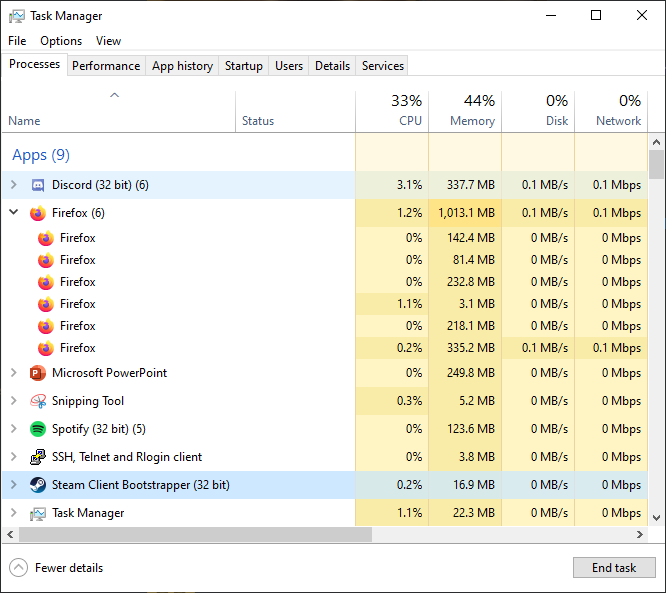 Task Manager
File Options View
Processes Performance App history Startup Users Details Services
33% 44% 0% 0%
Name Status CPU Memory Disk Network
Apps (9)
Discord (32 bit) (6) 3.1% 337.7 MB 0.1 MB/s 0.1 Mbps
Firefox (6) 1.2% 1,013.1 MB 0.1 MB/s 0.1 Mbps
Firefox 0% 142.4 MB 0 MB/s 0 Mbps
Firefox 0% 81.4 MB 0 MB/s 0 Mbps
Firefox 0% 232.8 MB 0 MB/s 0 Mbps
Firefox 1.1% 3.1 MB 0 MB/s 0 Mbps
Firefox 0% 218.1 MB 0 MB/s 0 Mbps
Firefox 0.2% 335.2 MB 0.1 MB/s 0.1 Mbps
Microsoft PowerPoint 0% 249.8 MB 0 MB/s 0 Mbps
Snipping Tool 0.3% 5.2 MB 0 MB/s 0 Mbps
Spotify (32 bit) (5) 0% 123.6 MB 0 MB/s 0 Mbps
SSH, Telnet and Rlogin client 0% 3.8 MB 0 MB/s 0 Mbps
Steam Client Bootstrapper (32 bit) 0.2% 16.9 MB 0 MB/s 0 Mbps
Task Manager 1.1% 22.3 MB 0 MB/s 0 Mbps
Fewer details End task